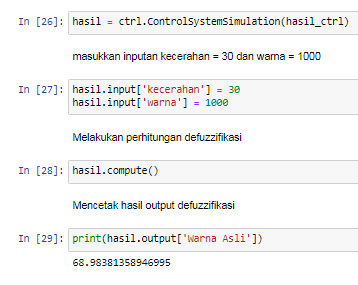 In [26]: hasil = ctrl.ControlSystemSimulation(hasil_ctrl)
masukkan inputan kecerahan = 30 dan warna = 1000
In [27]: hasil.input['kecerahan'] = 30
hasil.input['warna'] = 1000
Melakukan perhitungan defuzzifikasi
In [28]: hasil.compute()
Mencetak hasil output defuzzifikasi
In [29]: print(hasil.output['Warna Asli'])
68.98381358946995